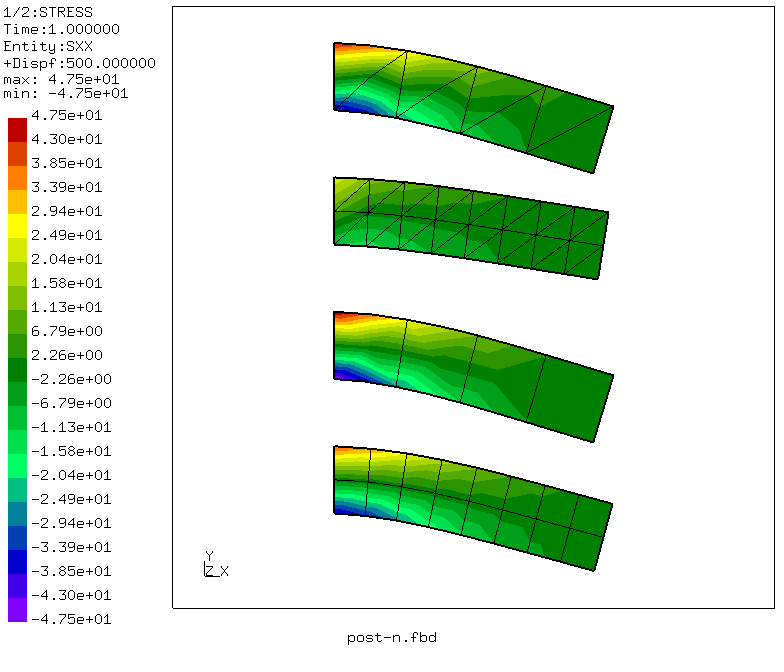 1/2:STRESS
Time:1.000000
Entity:SXX
+Dispf:500.000000
max: 4.75e+01
min: -4.75e+01
4.75e+01
4.30e+01
3.85e+01
3.39e+01
2.94e+01
2.49e+01
2.04e+01
1.58e+01
1.13e+01
6.79e+00
2.26e+00
-2.26e+00
-6.79e+00
-1.13e+01
-1.58e+01
-2.04e+01
-2.49e+01
-2.94e+01
-3.39e+01
-3.85e+01
-4.30e+01
-4.75e+01
Y
Z X
post-n.fbd